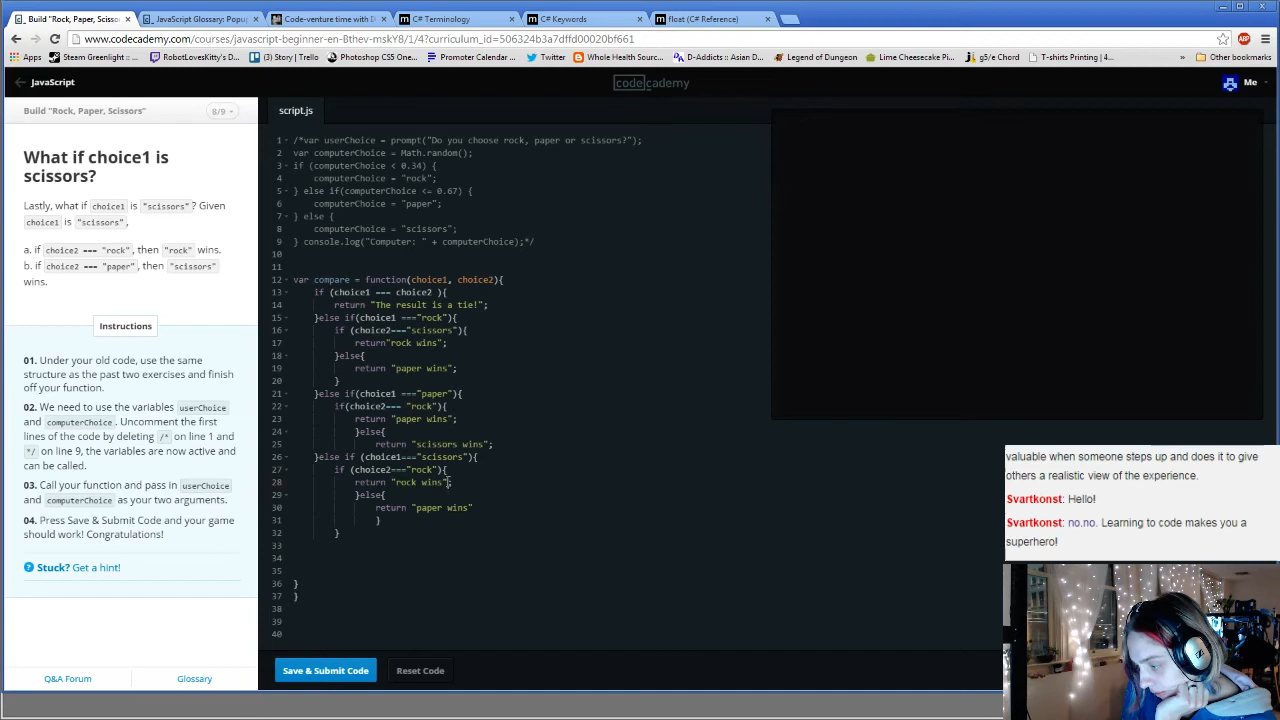 Build "Rock, Paper, Scissor
JavaScript Glossary: Popup
Code-venture time with D
C# Terminology
C# Keywords
float (C# Reference)
www.codecademy.com/courses/javascript-beginner-en-Bthev-mskY8/1/4?curriculum_id=506324b3a7dffd00020bf661
Apps
Steam Greenlight ://
RobotLovesKitty's D...
(3) Story | Trello
Photoshop CS1 One...
Promoter Calendar ...
Twitter
Whole Health Sourc...
D-Addicts :: Asian D...
Legend of Dungeon
Lime Cheesecake Pie
g5/e Chord
T-shirts Printing | 4...
Other bookmarks
JavaScript
codecademy
Me
Build "Rock, Paper, Scissors"
8/9
script.js
What if choice1 is
scissors?
Lastly, what if choice1 is "scissors"? Given
choice1 is "scissors",
a. if choice2 === "rock", then "rock" wins.
b. if choice2 === "paper", then "scissors"
wins.
Instructions
01. Under your old code, use the same
structure as the past two exercises and finish
off your function.
02. We need to use the variables userChoice
and computerChoice. Uncomment the first
lines of the code by deleting /* on line 1 and
*/ on line 9, the variables are now active and
can be called.
03. Call your function and pass in userChoice
and computerChoice as your two arguments.
04. Press Save & Submit Code and your game
should work! Congratulations!
Stuck? Get a hint!
Q&A Forum
Glossary
1 /*var userChoice = prompt("Do you choose rock, paper or scissors?");
2 var computerChoice = Math.random();
3 if (computerChoice < 0.34) {
4 computerChoice = "rock";
5 } else if(computerChoice <= 0.67) {
6 computerChoice = "paper";
7 } else {
8 computerChoice = "scissors";
9 } console.log("Computer: " + computerChoice);*/
10
11
12 var compare = function(choice1, choice2){
13 if (choice1 === choice2 ){
14 return "The result is a tie!";
15 }else if(choice1 ==="rock"){
16 if (choice2==="scissors"){
17 return"rock wins";
18 }else{
19 return "paper wins";
20 }
21 }else if(choice1 ==="paper"){
22 if(choice2=== "rock"){
23 return "paper wins";
24 }else{
25 return "scissors wins";
26 }else if (choice1==="scissors"){
27 if (choice2==="rock"){
28 return "rock wins";
29 }else{
30 return "paper wins"
31 }
32 }
33
34
35
36 }
37 }
38
39
40
Save & Submit Code
Reset Code
valuable when someone steps up and does it to give
others a realistic view of the experience.
Svartkonst: Hello!
Svartkonst: no.no. Learning to code makes you a
superhero!